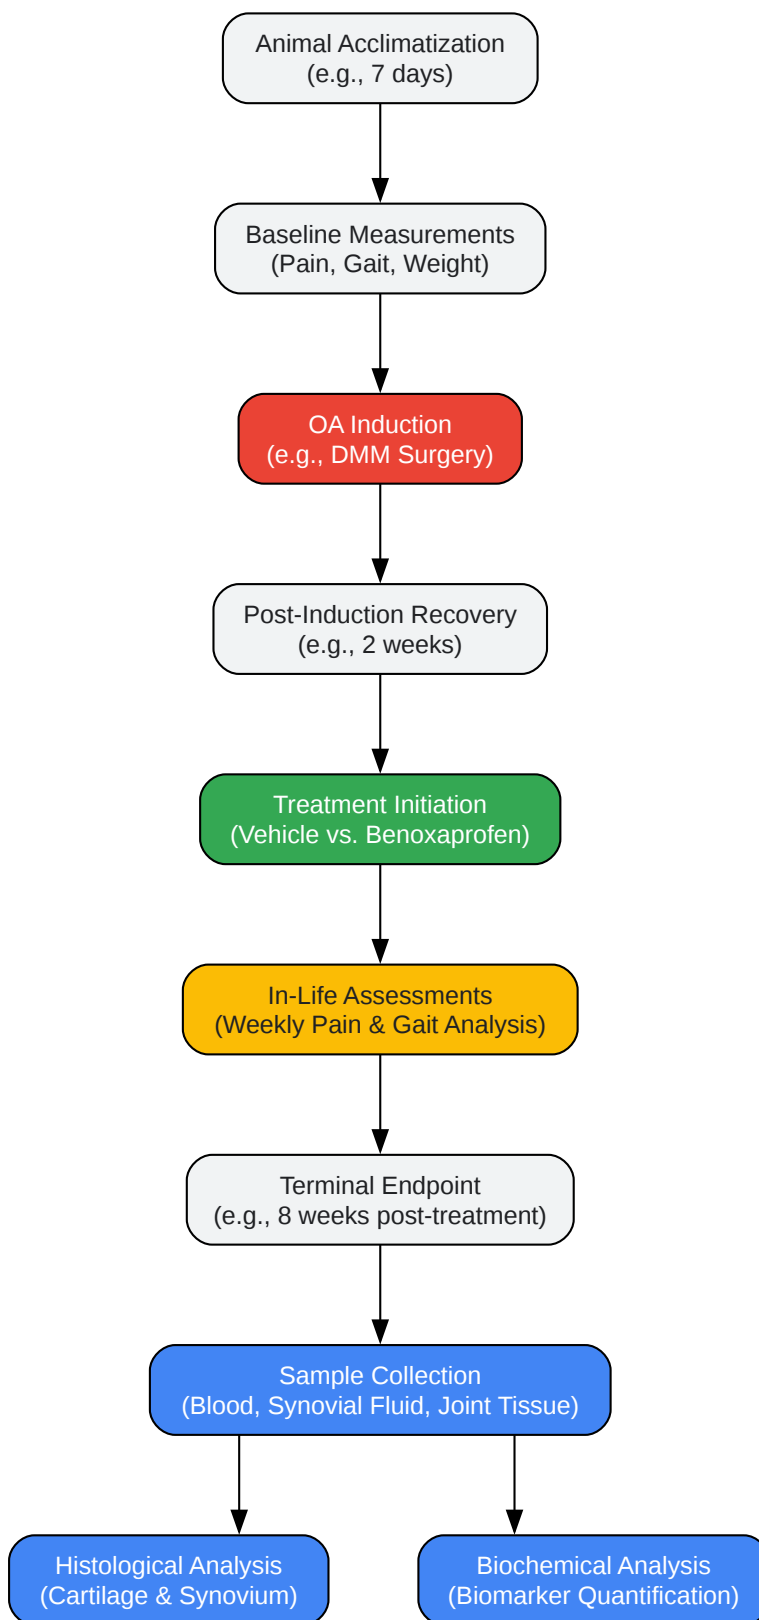 Animal Acclimatization
(e.g., 7 days)
Baseline Measurements
(Pain, Gait, Weight)
OA Induction
(e.g., DMM Surgery)
Post-Induction Recovery
(e.g., 2 weeks)
Treatment Initiation
(Vehicle vs. Benoxaprofen)
In-Life Assessments
(Weekly Pain & Gait Analysis)
Terminal Endpoint
(e.g., 8 weeks post-treatment)
Sample Collection
(Blood, Synovial Fluid, Joint Tissue)
Histological Analysis
(Cartilage & Synovium)
Biochemical Analysis
(Biomarker Quantification)